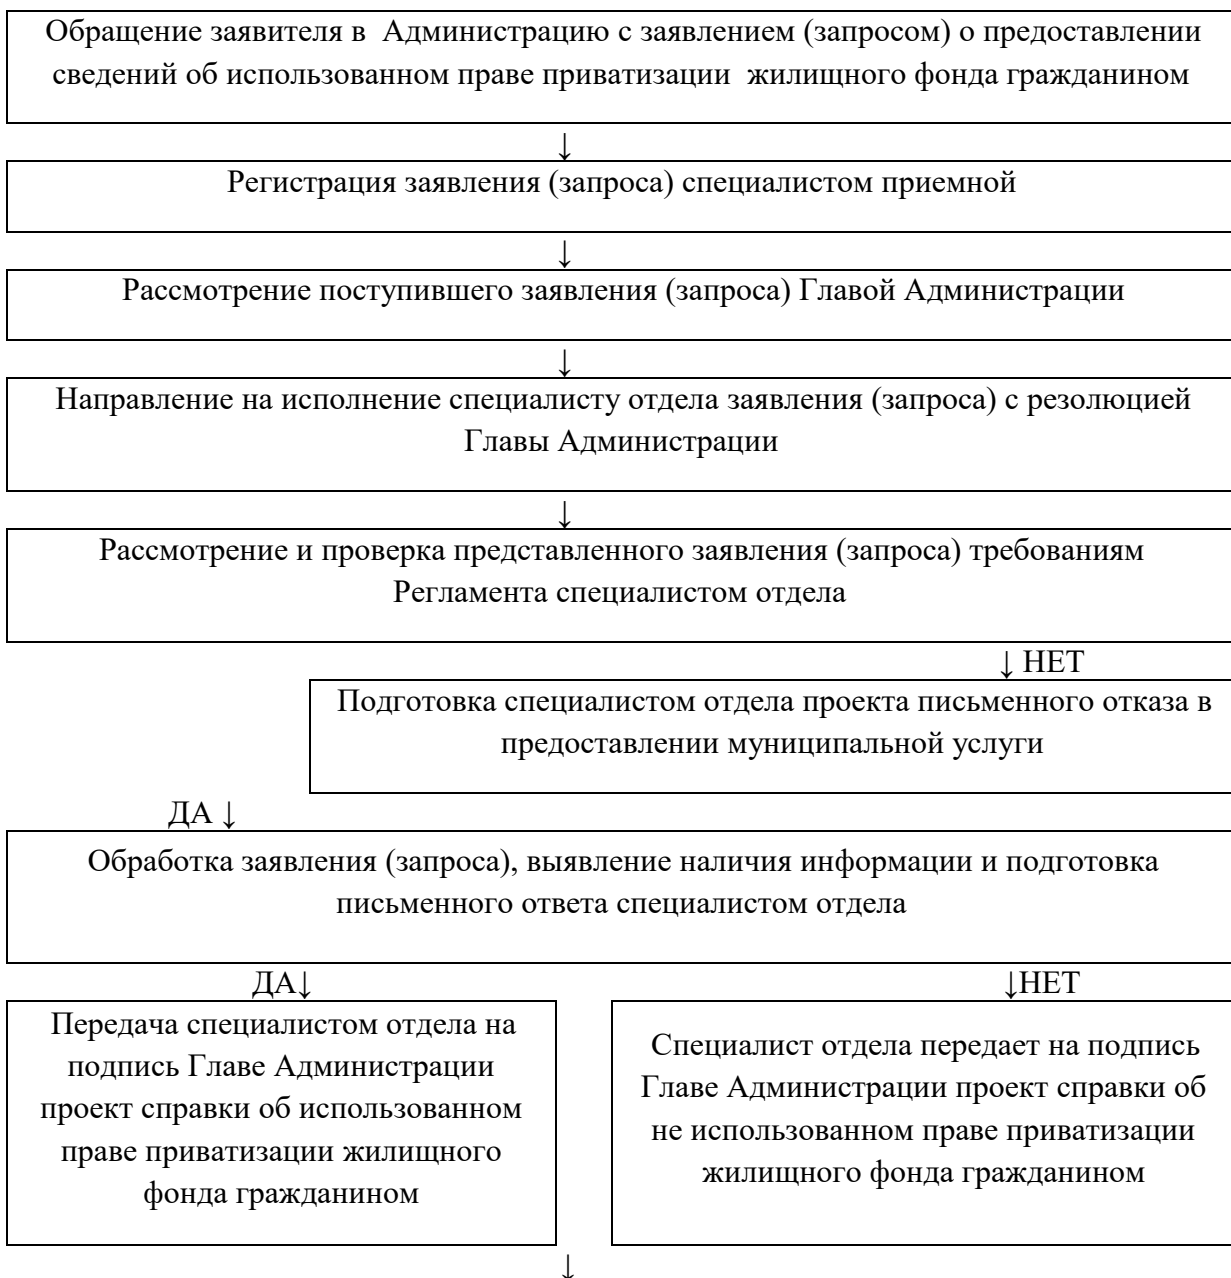 Обращение заявителя в Администрацию с заявлением (запросом) о предоставлении
сведений об использованном праве приватизации жилищного фонда гражданином
↓
Регистрация заявления (запроса) специалистом приемной
↓
Рассмотрение поступившего заявления (запроса) Главой Администрации
↓
Направление на исполнение специалисту отдела заявления (запроса) с резолюцией
Главы Администрации
↓
Рассмотрение и проверка представленного заявления (запроса) требованиям
Регламента специалистом отдела
↓ НЕТ
Подготовка специалистом отдела проекта письменного отказа в
предоставлении муниципальной услуги
ДА ↓
Обработка заявления (запроса), выявление наличия информации и подготовка
письменного ответа специалистом отдела
ДА↓
Передача специалистом отдела на
подпись Главе Администрации
проект справки об использованном
праве приватизации жилищного
фонда гражданином
↓НЕТ
Специалист отдела передает на подпись
Главе Администрации проект справки об
не использованном праве приватизации
жилищного фонда гражданином
↓